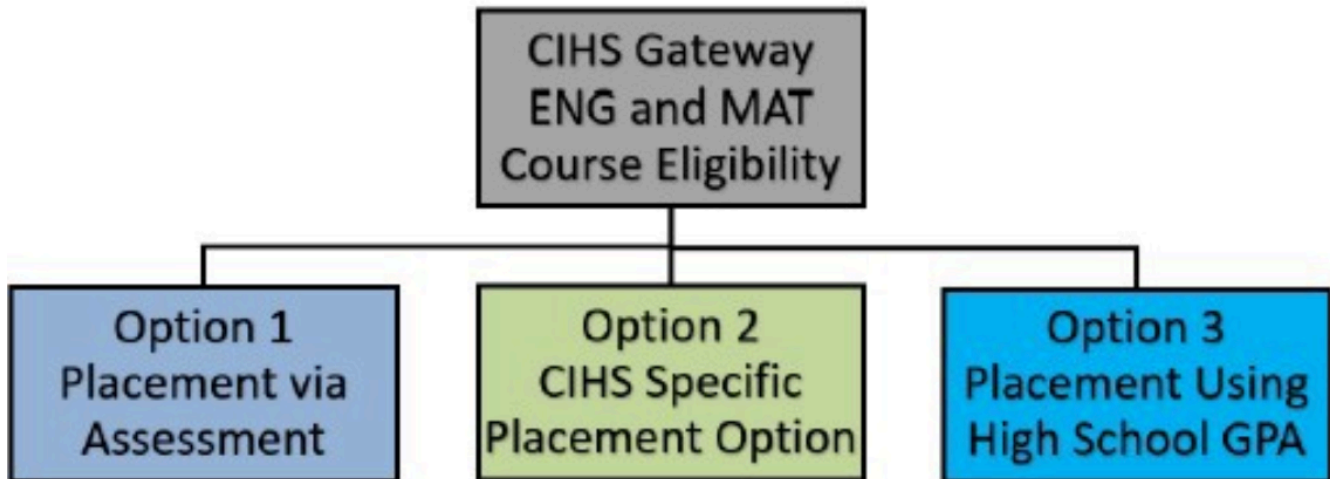 CIHS Gateway
ENG and MAT
Course Eligibility
Option 1
Placement via
Assessment
Option 2
CIHS Specific
Placement Option
Option 3
Placement Using
High School GPA